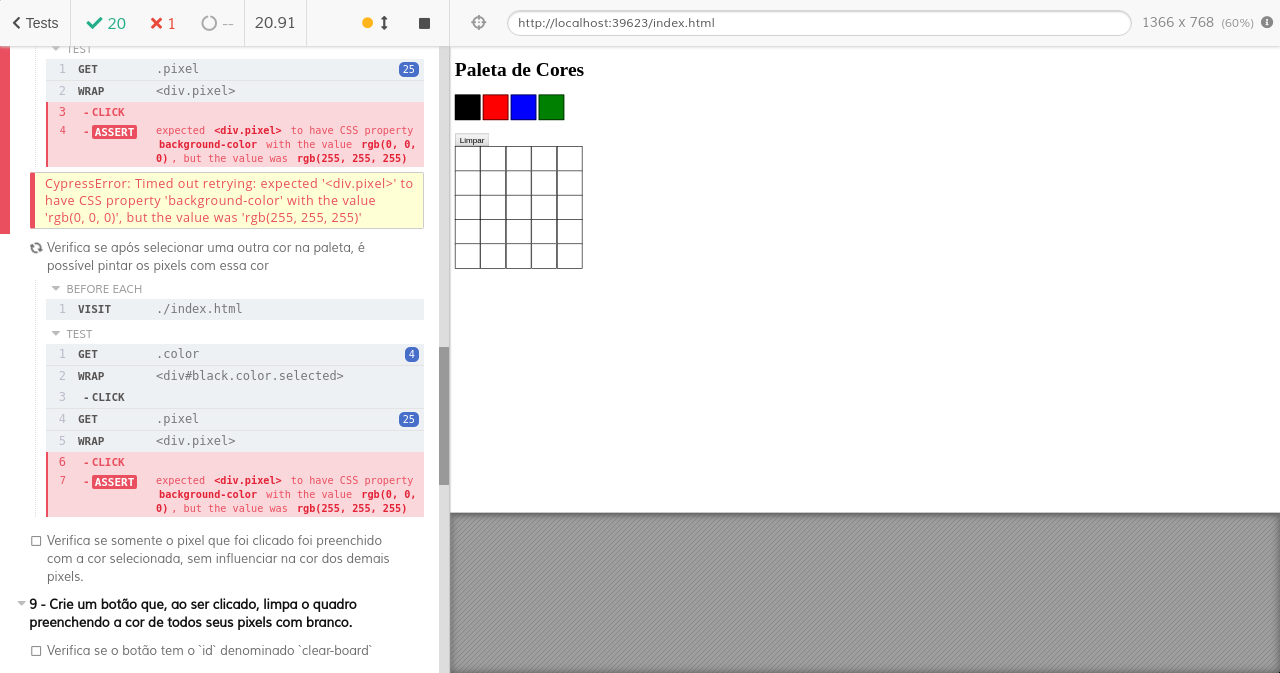 Tests 20 1 -- 20.91 http://localhost:39623/index.html 1366 x 768 (60%)
TEST
1 GET .pixel 25
2 WRAP <div.pixel>
3 - CLICK
4 - ASSERT expected <div.pixel> to have CSS property
background-color with the value rgb(0, 0,
0) , but the value was rgb(255, 255, 255)
CypressError: Timed out retrying: expected '<div.pixel>' to
have CSS property 'background-color' with the value
'rgb(0, 0, 0)', but the value was 'rgb(255, 255, 255)'
Verifica se após selecionar uma outra cor na paleta, é
possível pintar os pixels com essa cor
BEFORE EACH
1 VISIT ./index.html
TEST
1 GET .color 4
2 WRAP <div#black.color.selected>
3 - CLICK
4 GET .pixel 25
5 WRAP <div.pixel>
6 - CLICK
7 - ASSERT expected <div.pixel> to have CSS property
background-color with the value rgb(0, 0,
0) , but the value was rgb(255, 255, 255)
Verifica se somente o pixel que foi clicado foi preenchido
com a cor selecionada, sem influenciar na cor dos demais
pixels.
9 - Crie um botão que, ao ser clicado, limpa o quadro
preenchendo a cor de todos seus pixels com branco.
Verifica se o botão tem o `id` denominado `clear-board`
Paleta de Cores
Limpar